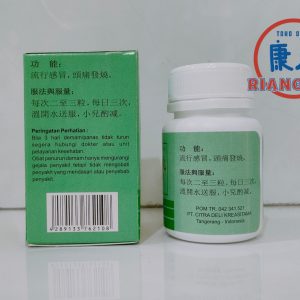 功 能:
流行感冒，頭痛發燒。
服法與服量:
每次二至三粒，每日三次，
溫開水送服，小兒酌減。
Peringatan Perhatian :
Bila 3 hari demam/panas tidak turun
segera hubungi dokter atau unit
pelayanan kesehatan
Obat penurun demam hanya mengurangi
gejala penyakit tetapi tidak mengobati
penyakit yang mendasari atau penyebab
penyakit.
4289133762108
功 能:
流行感冒，頭痛發燒。
服法與服量:
每次二至三粒，每日三次，
溫開水送服，小兒酌減。
POM TR. 042 341 521
PT. CITRA DELI KREASITAMA
Tangerang - Indonesia
TONG
康
RIANG